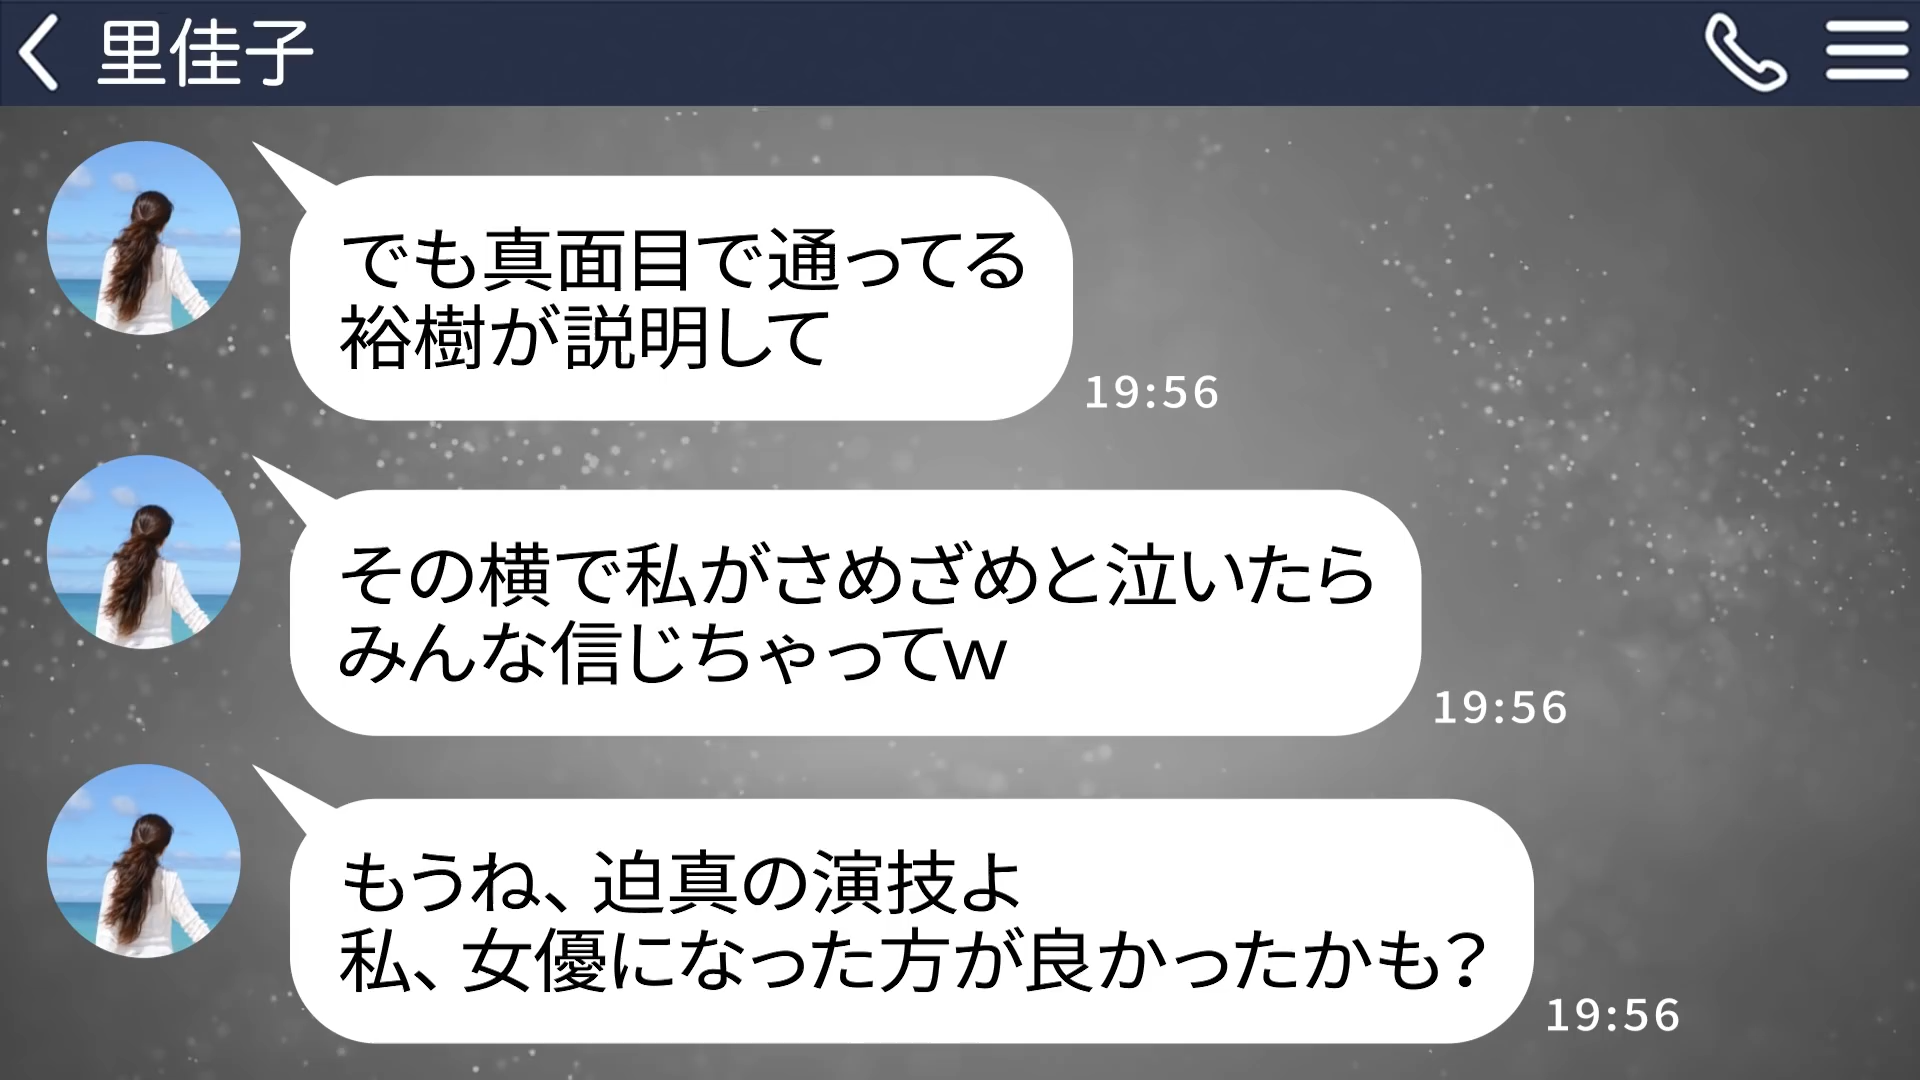 里佳子
でも真面目で通ってる
裕樹が説明して
19:56
その横で私がさめざめと泣いたら
みんな信じちゃってw
19:56
もうね、迫真の演技よ
私、女優になった方が良かったかも？
19:56